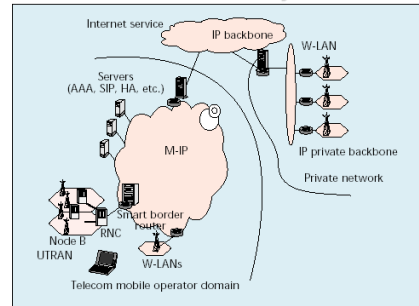 Internet service
IP backbone
W-LAN
Servers
(AAA, SIP, HA, etc.)
M-IP
IP private backbone
Private network
Smart border
router
RNC
Node B
UTRAN
W-LANs
Telecom mobile operator domain